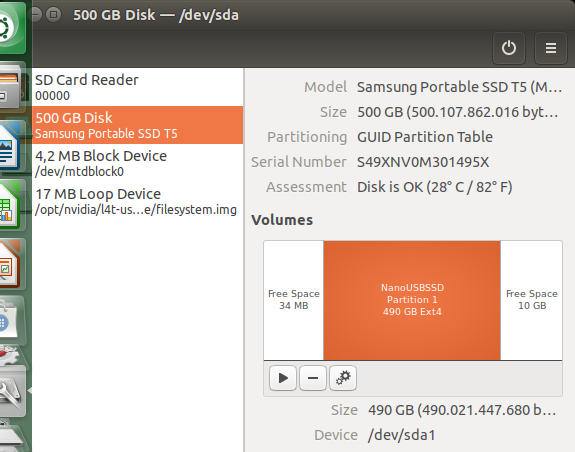 500 GB Disk — /dev/sda
SD Card Reader
00000
500 GB Disk
Samsung Portable SSD T5
4,2 MB Block Device
/dev/mtdblock0
17 MB Loop Device
/opt/nvidia/l4t-us...e/filesystem.img
Model Samsung Portable SSD T5 (M...
Size 500 GB (500.107.862.016 byt...
Partitioning GUID Partition Table
Serial Number S49XNV0M301495X
Assessment Disk is OK (28° C / 82° F)
Volumes
Free Space
34 MB
NanoUSBSSD
Partition 1
490 GB Ext4
Free Space
10 GB
Size 490 GB (490.021.447.680 b...
Device /dev/sda1